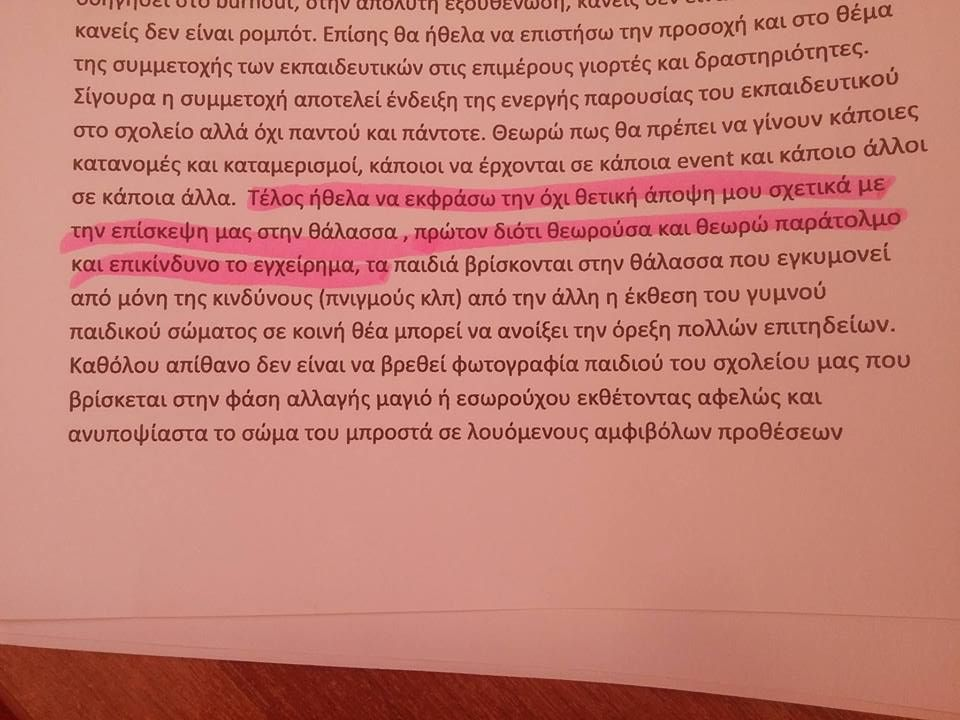 οδηγήσει στο burnout, στην απόλυτη εξουθένωση, κανείς δεν είναι
κανείς δεν είναι ρομπότ. Επίσης θα ήθελα να επιστήσω την προσοχή και στο θέμα
της συμμετοχής των εκπαιδευτικών στις επιμέρους γιορτές και δραστηριότητες.
Σίγουρα η συμμετοχή αποτελεί ένδειξη της ενεργής παρουσίας του εκπαιδευτικού
στο σχολείο αλλά όχι παντού και πάντοτε. Θεωρώ πως θα πρέπει να γίνουν κάποιες
κατανομές και καταμερισμοί, κάποιοι να έρχονται σε κάποια event και κάποιο άλλοι
σε κάποια άλλα. Τέλος ήθελα να εκφράσω την όχι θετική άποψη μου σχετικά με
την επίσκεψη μας στην θάλασσα , πρώτον διότι θεωρούσα και θεωρώ παράτολμο
και επικίνδυνο το εγχείρημα, τα παιδιά βρίσκονται στην θάλασσα που εγκυμονεί
από μόνη της κινδύνους (πνιγμούς κλπ) από την άλλη η έκθεση του γυμνού
παιδικού σώματος σε κοινή θέα μπορεί να ανοίξει την όρεξη πολλών επιτηδείων.
Καθόλου απίθανο δεν είναι να βρεθεί φωτογραφία παιδιού του σχολείου μας που
βρίσκεται στην φάση αλλαγής μαγιό ή εσωρούχου εκθέτοντας αφελώς και
ανυποψίαστα το σώμα του μπροστά σε λουόμενους αμφιβόλων προθέσεων